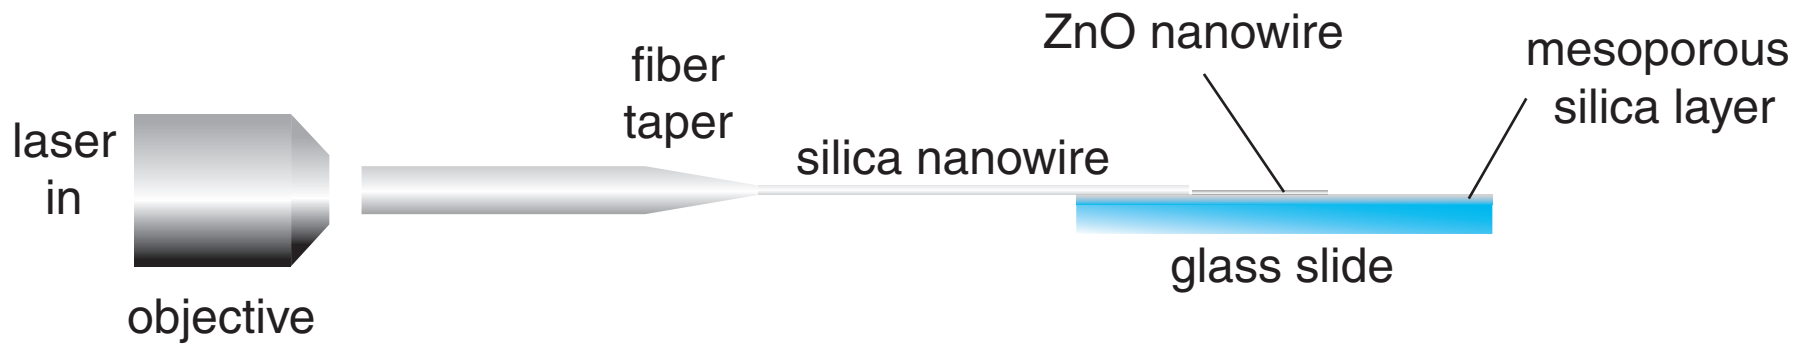 laser
in
objective
fiber
taper
silica nanowire
ZnO nanowire
mesoporous
silica layer
glass slide